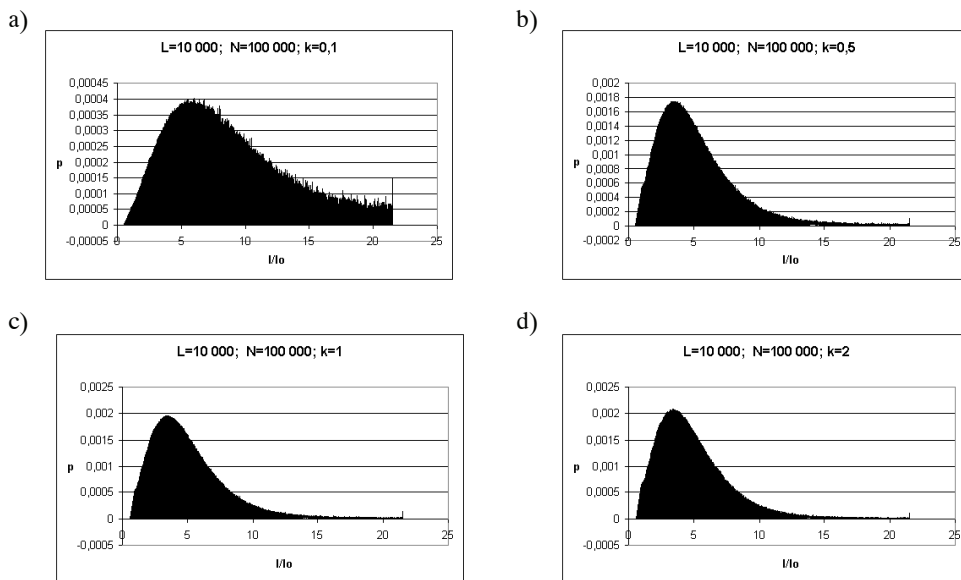 a)
L=10 000; N=100 000; k=0,1
0,00045
0,0004
0,00035
0,0003
0,00025
0,0002
0,00015
0,0001
0,00005
0
-0,00005
p
0 5 10 15 20 25
l/lo
b)
L=10 000; N=100 000; k=0,5
0,002
0,0018
0,0016
0,0014
0,0012
0,001
0,0008
0,0006
0,0004
0,0002
0
-0,0002
p
0 5 10 15 20 25
l/lo
c)
L=10 000; N=100 000; k=1
0,0025
0,002
0,0015
0,001
0,0005
0
-0,0005
p
0 5 10 15 20 25
l/lo
d)
L=10 000; N=100 000; k=2
0,0025
0,002
0,0015
0,001
0,0005
0
-0,0005
p
0 5 10 15 20 25
l/lo